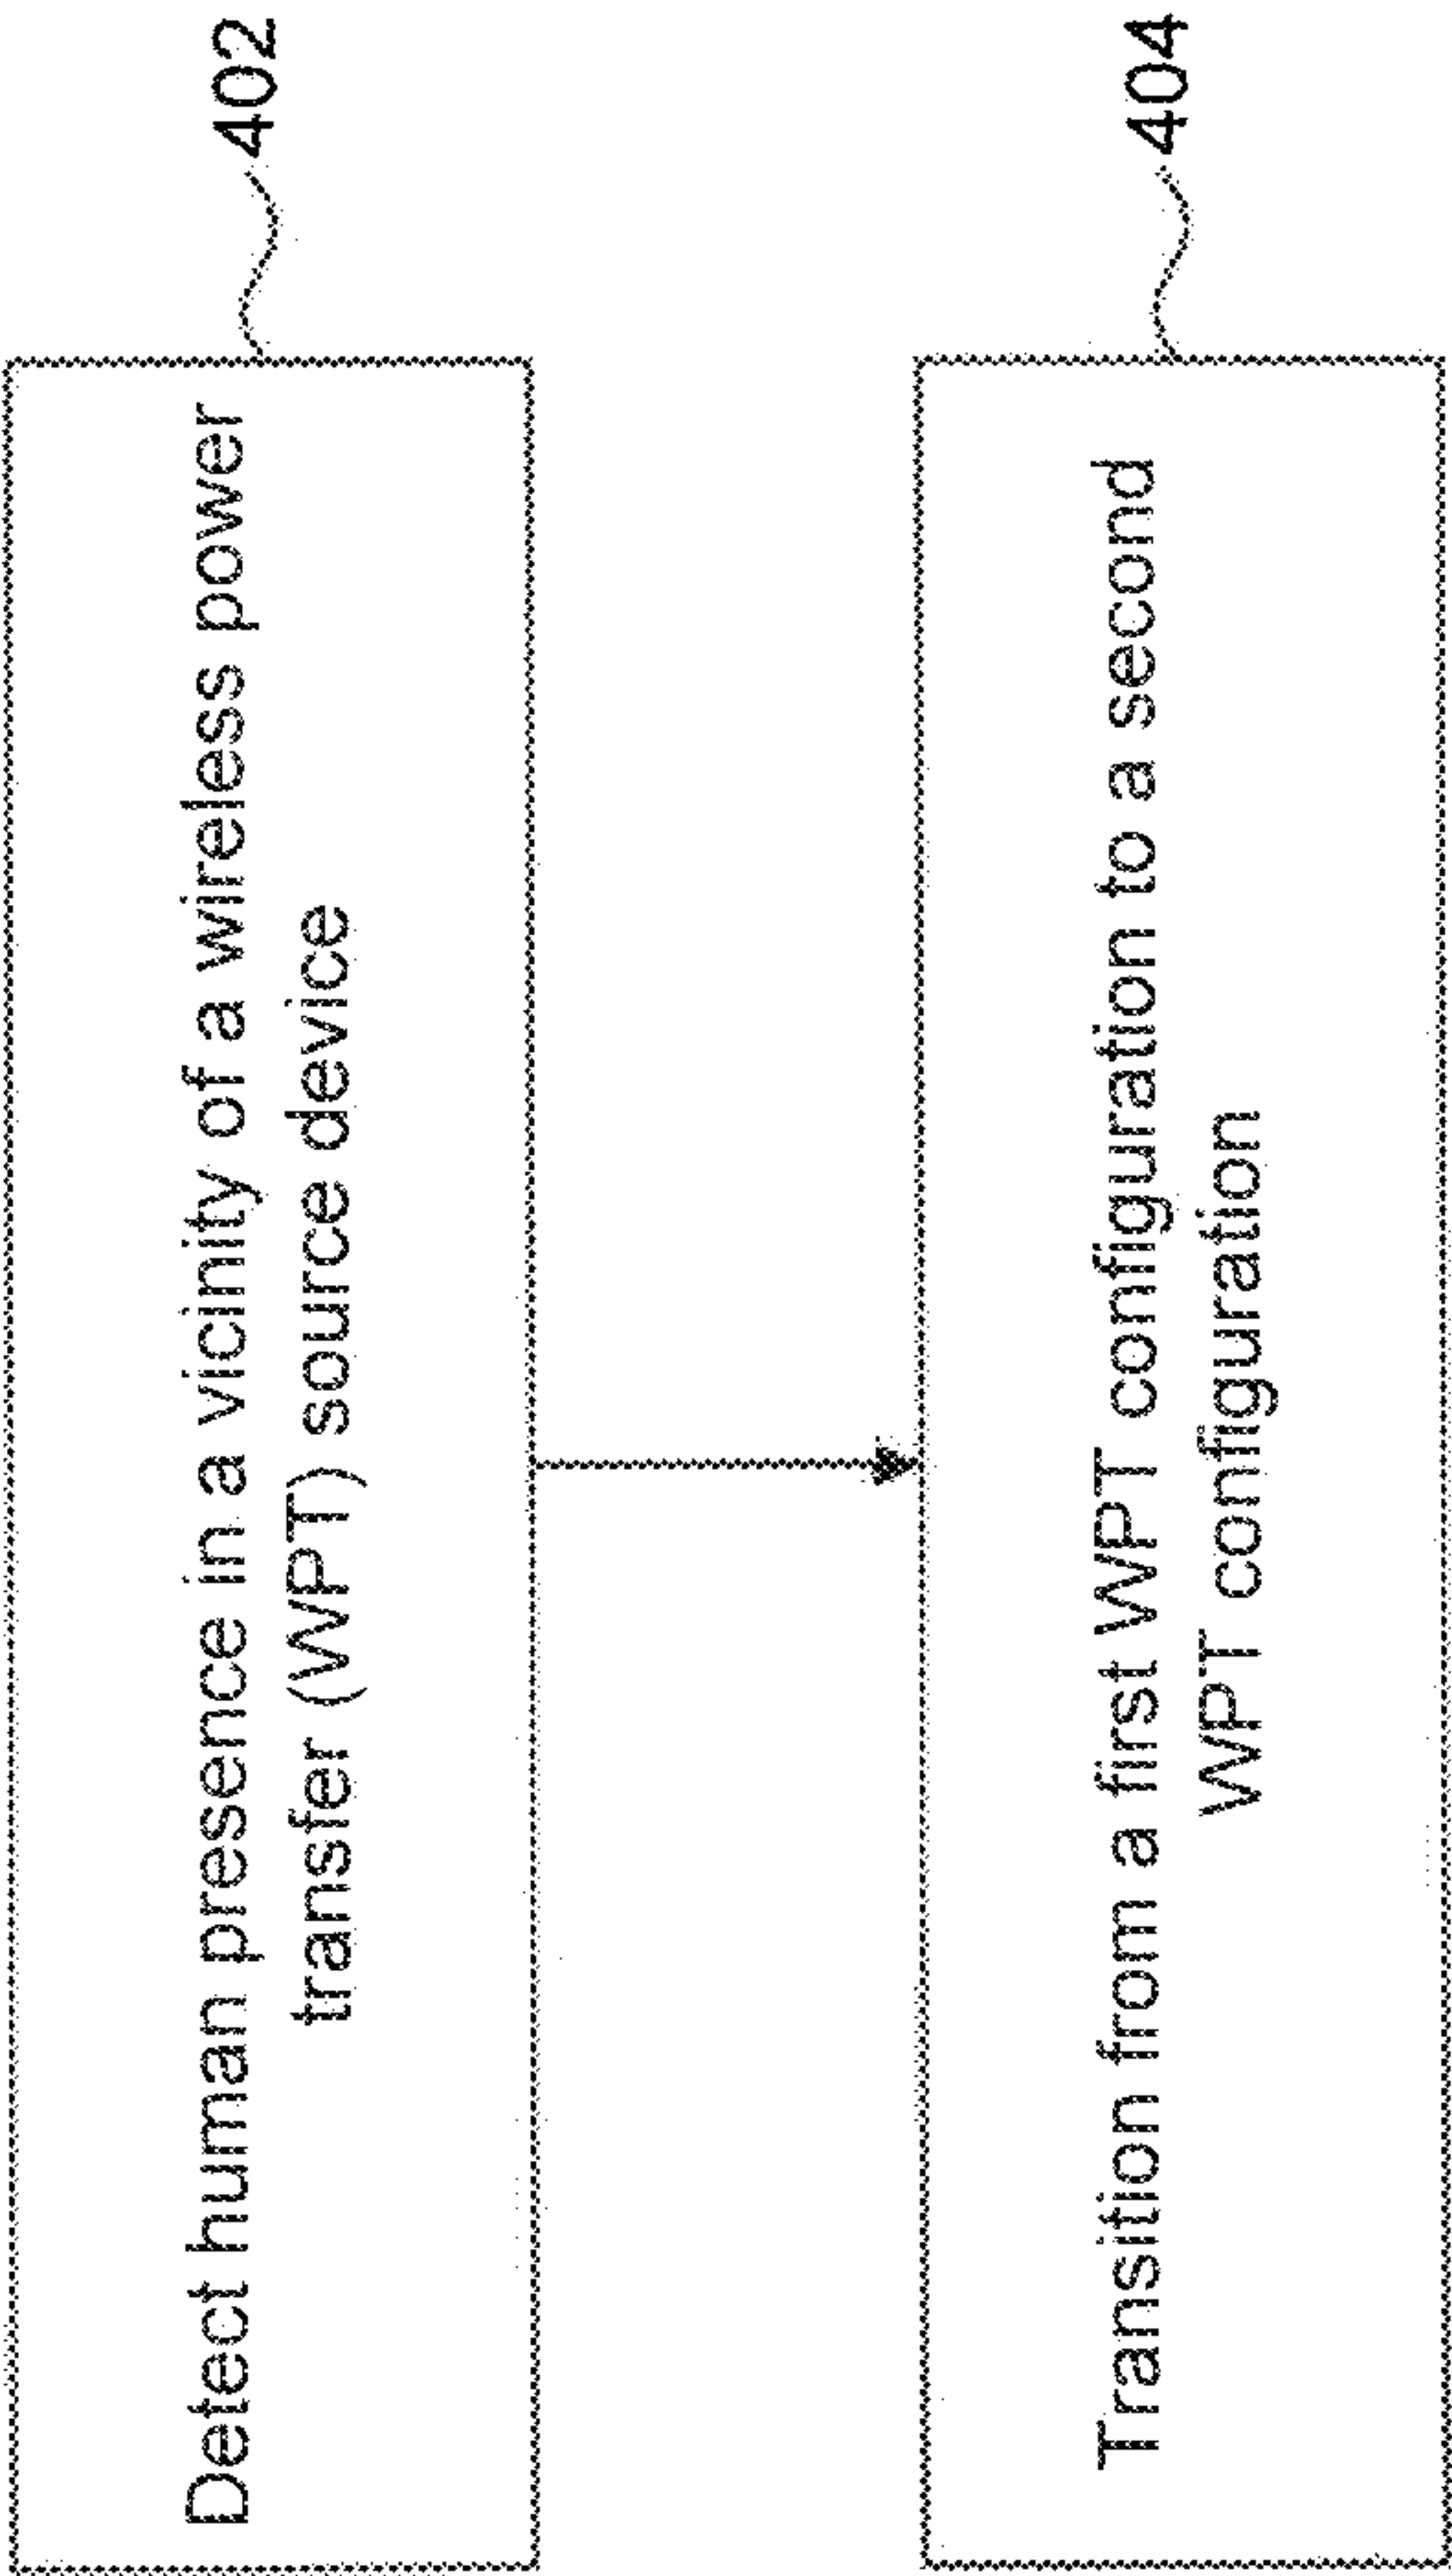 Detect human presence in a vicinity of a wireless power
transfer (WPT) source device
402
Transition from a first WPT configuration to a second
WPT configuration
404